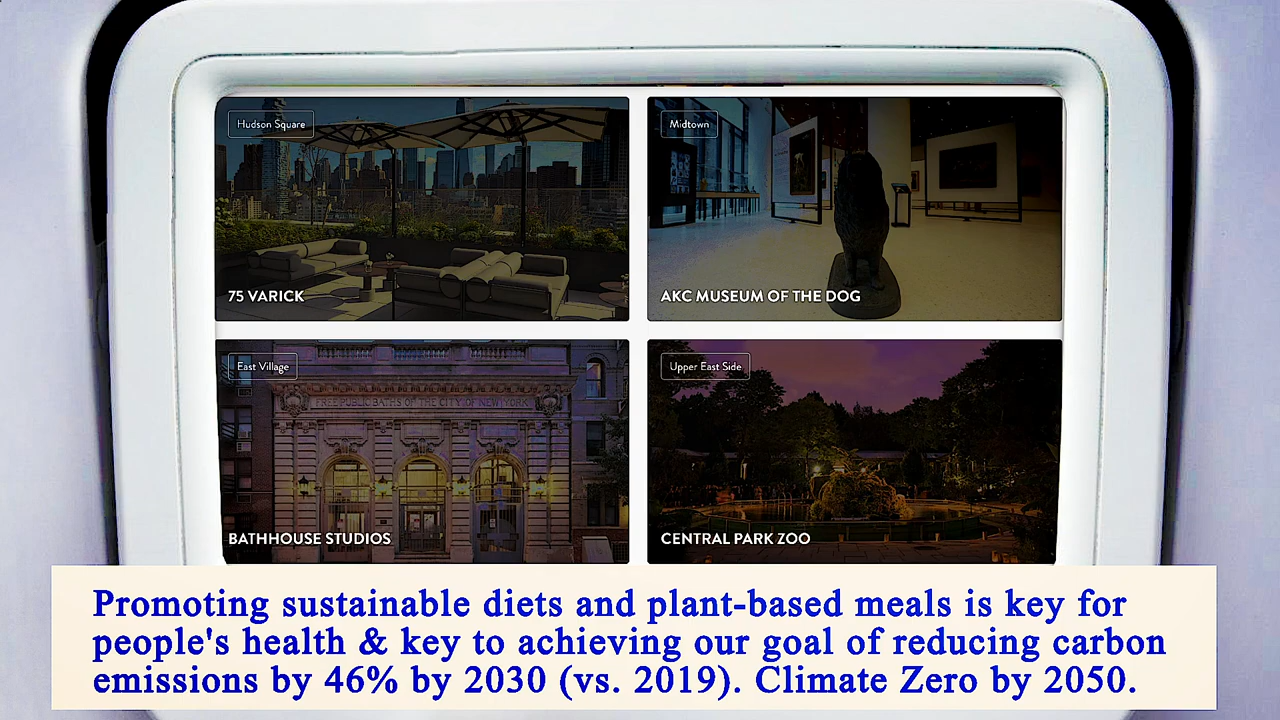 Hudson Square
75 VARICK
Midtown
AKC MUSEUM OF THE DOG
East Village
FREE PUBLIC BATHS OF THE CITY OF NEW YORK
BATHHOUSE STUDIOS
Upper East Side
CENTRAL PARK ZOO
Promoting sustainable diets and plant-based meals is key for
people's health & key to achieving our goal of reducing carbon
emissions by 46% by 2030 (vs. 2019). Climate Zero by 2050.